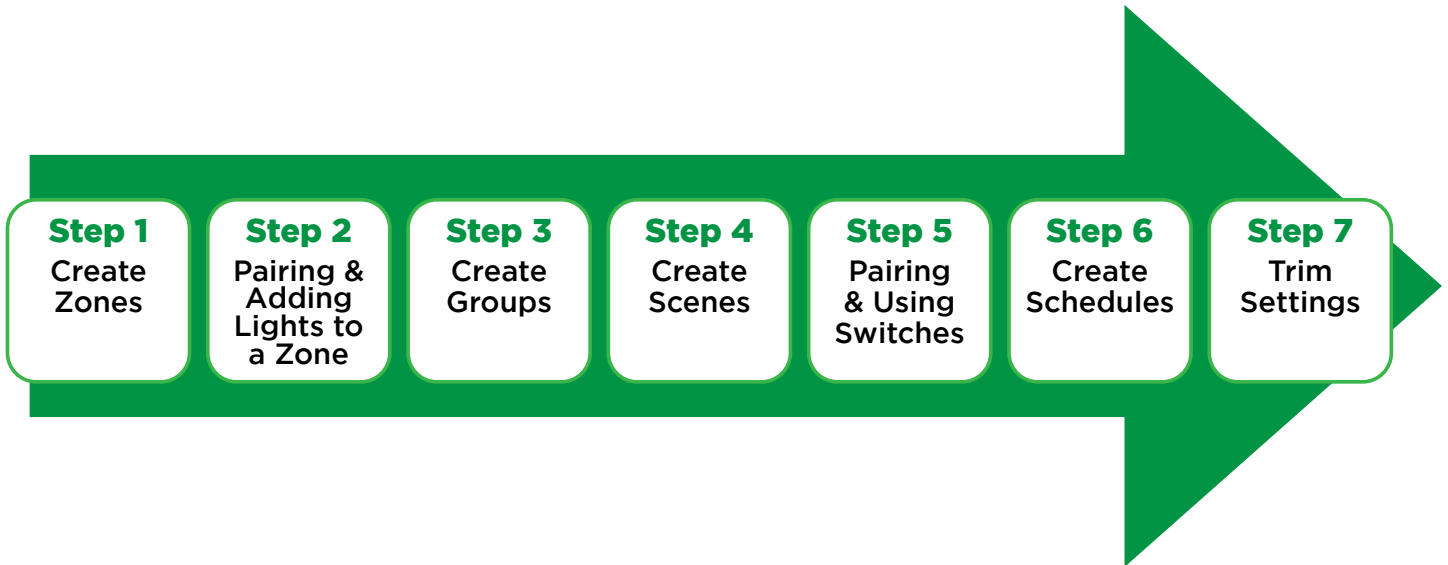 Step 1
Create
Zones
Step 2
Pairing &
Adding
Lights to
a Zone
Step 3
Create
Groups
Step 4
Create
Scenes
Step 5
Pairing
& Using
Switches
Step 6
Create
Schedules
Step 7
Trim
Settings